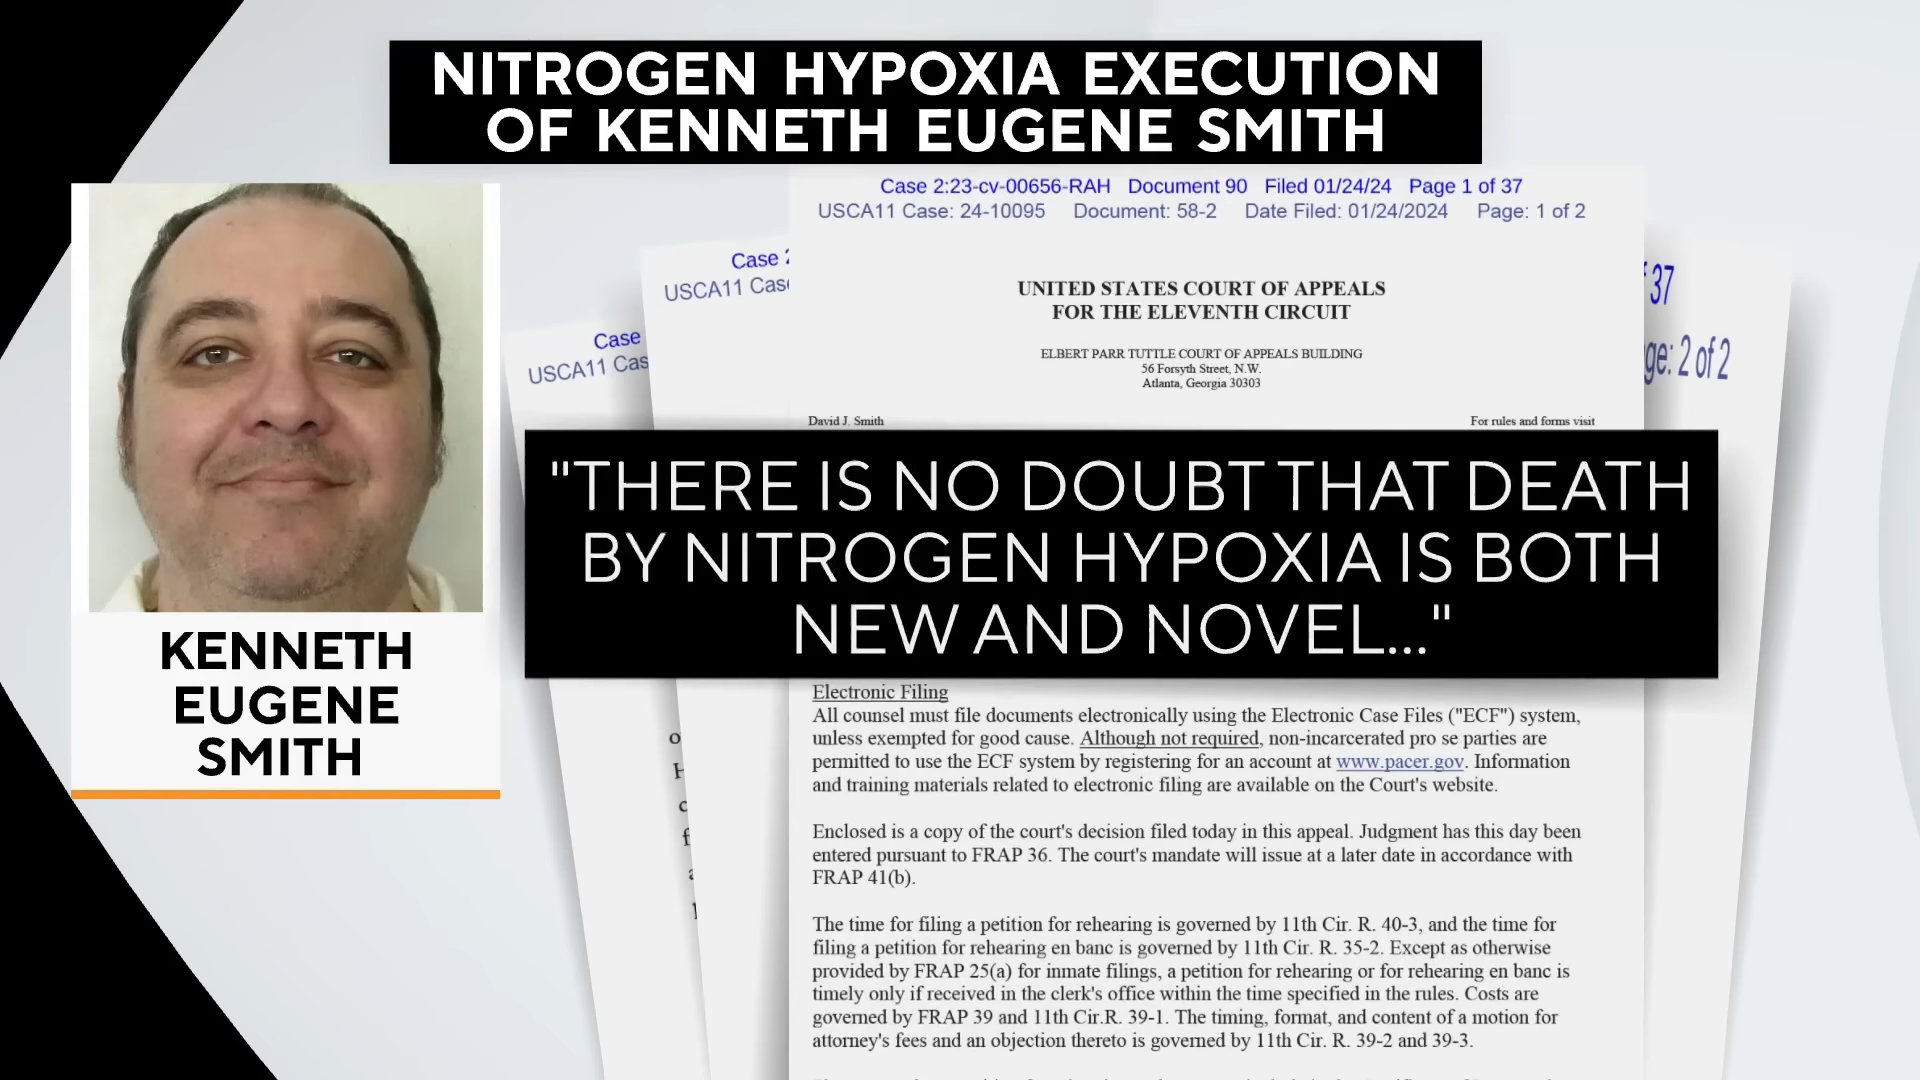 NITROGEN HYPOXIA EXECUTION
OF KENNETH EUGENE SMITH
Case 2:23-cv-00656-RAH Document 90 Filed 01/24/24 Page 1 of 37
USCA11 Case: 24-10095 Document: 58-2 Date Filed: 01/24/2024 Page: 1 of 2
Case
USCA11 Cas
Case
USCA11 Cas
37
ge: 2 of 2
UNITED STATES COURT OF APPEALS
FOR THE ELEVENTH CIRCUIT
ELBERT PARR TUTTLE COURT OF APPEALS BUILDING
56 Forsyth Street, N.W.
Atlanta, Georgia 30303
David J. Smith
For rules and forms visit
"THERE IS NO DOUBT THAT DEATH
BY NITROGEN HYPOXIA IS BOTH
NEW AND NOVEL..."
KENNETH
EUGENE
SMITH
Electronic Filing
All counsel must file documents electronically using the Electronic Case Files ("ECF") system,
unless exempted for good cause. Although not required, non-incarcerated pro se parties are
permitted to use the ECF system by registering for an account at www.pacer.gov. Information
and training materials related to electronic filing are available on the Court's website.
Enclosed is a copy of the court's decision filed today in this appeal. Judgment has this day been
entered pursuant to FRAP 36. The court's mandate will issue at a later date in accordance with
FRAP 41(b).
The time for filing a petition for rehearing is governed by 11th Cir. R. 40-3, and the time for
filing a petition for rehearing en banc is governed by 11th Cir. R. 35-2. Except as otherwise
provided by FRAP 25(a) for inmate filings, a petition for rehearing or for rehearing en banc is
timely only if received in the clerk's office within the time specified in the rules. Costs are
governed by FRAP 39 and 11th Cir.R. 39-1. The timing, format, and content of a motion for
attorney's fees and an objection thereto is governed by 11th Cir. R. 39-2 and 39-3.